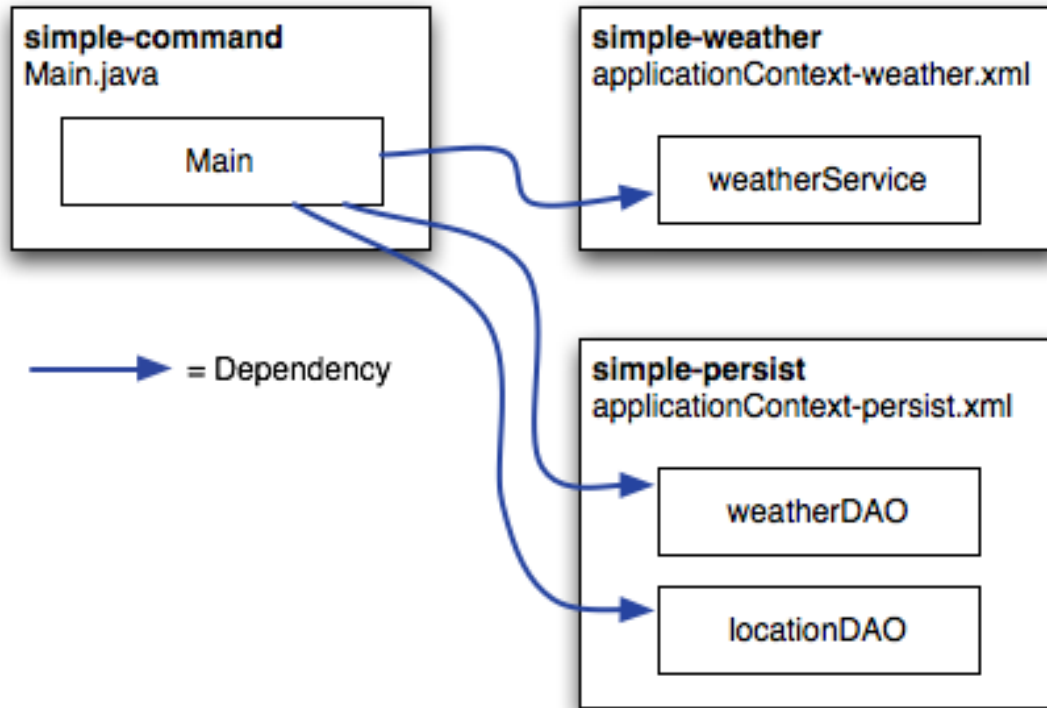 simple-command
Main.java
Main
simple-weather
applicationContext-weather.xml
weatherService
= Dependency
simple-persist
applicationContext-persist.xml
weatherDAO
locationDAO